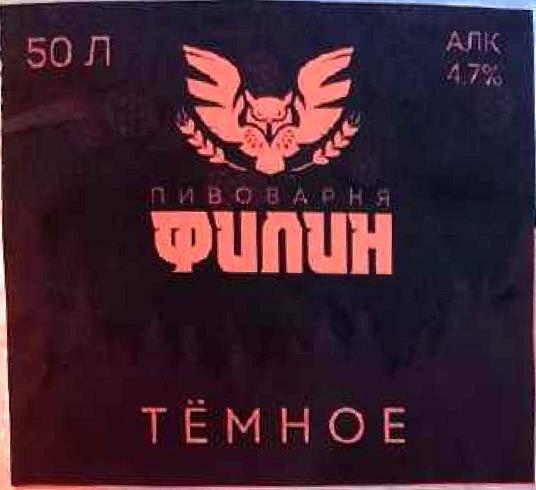 50 Л
АЛК
4.7%
ПИВОВАРНЯ
ФИЛИН
ТЁМНОЕ